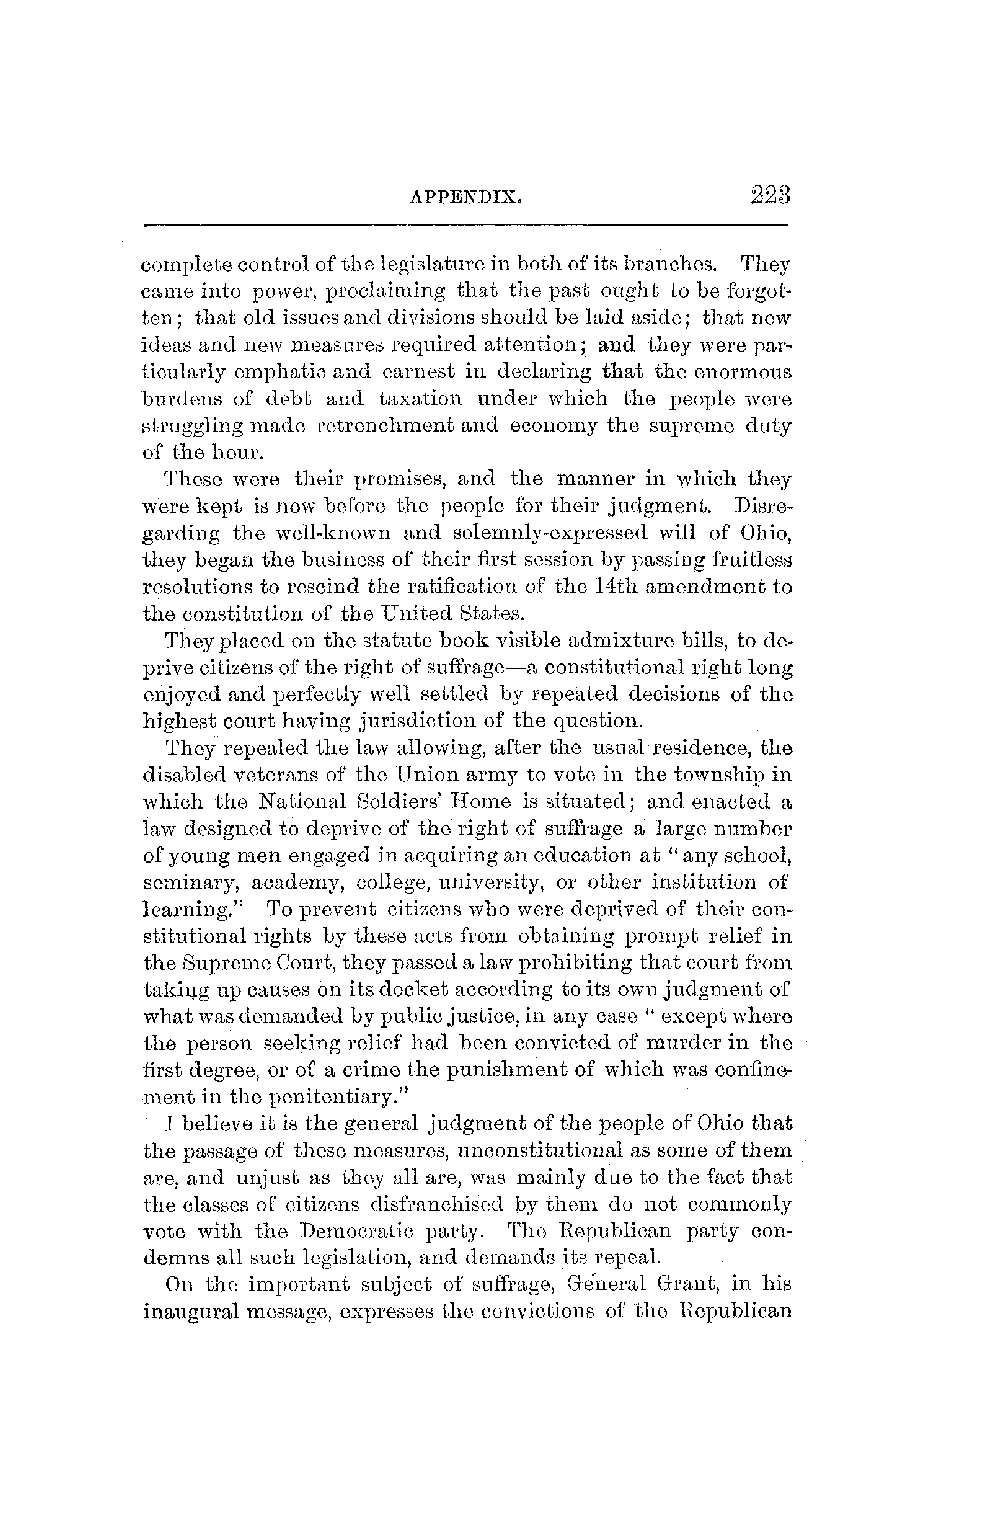 APPENDIX. 223
complete control of the legislature in both of its branches. They
came into power, proclaiming that the past ought to be forgot-
ten; that old issues and divisions should be laid aside; that new
ideas and new measures required attention; and they were par-
ticularly emphatic and earnest in declaring that the enormous
burdens of debt and taxation under which the people were
struggling made retrenchment and economy the supreme duty
of the hour.
These were their promises, and the manner in which they
were kept is now before the people for their judgment. Disre-
garding the well-known and solemnly-expressed will of Ohio,
they began the business of their first session by passing fruitless
resolutions to rescind the ratification of the 14th amendment to
the constitution of the United States.
They placed on the statute book visible admixture bills, to de-
prive citizens of the right of suffrage—a constitutional right long
enjoyed and perfectly well settled by repeated decisions of the
highest court having jurisdiction of the question.
They repealed the law allowing, after the usual residence, the
disabled veterans of the Union army to vote in the township in
which the National Soldiers' Home is situated; and enacted a
law designed to deprive of the right of suffrage a large number
of young men engaged in acquiring an education at "any school,
seminary, academy, college, university, or other institution of
learning." To prevent citizens who were deprived of their con-
stitutional rights by these acts from obtaining prompt relief in
the Supreme Court, they passed a law prohibiting that court from
taking up causes on its docket according to its own judgment of
what was demanded by public justice, in any case "except where
the person seeking relief had been convicted of murder in the
first degree, or of a crime the punishment of which was confine-
ment in the penitentiary."
I believe it is the general judgment of the people of Ohio that
the passage of these measures, unconstitutional as some of them
are, and unjust as they all are, was mainly due to the fact that
the classes of citizens disfranchised by them do not commonly
vote with the Democratic party. The Republican party con-
demns all such legislation, and demands its repeal.
On the important subject of suffrage, General Grant, in his
inaugural message, expresses the convictions of the Republican